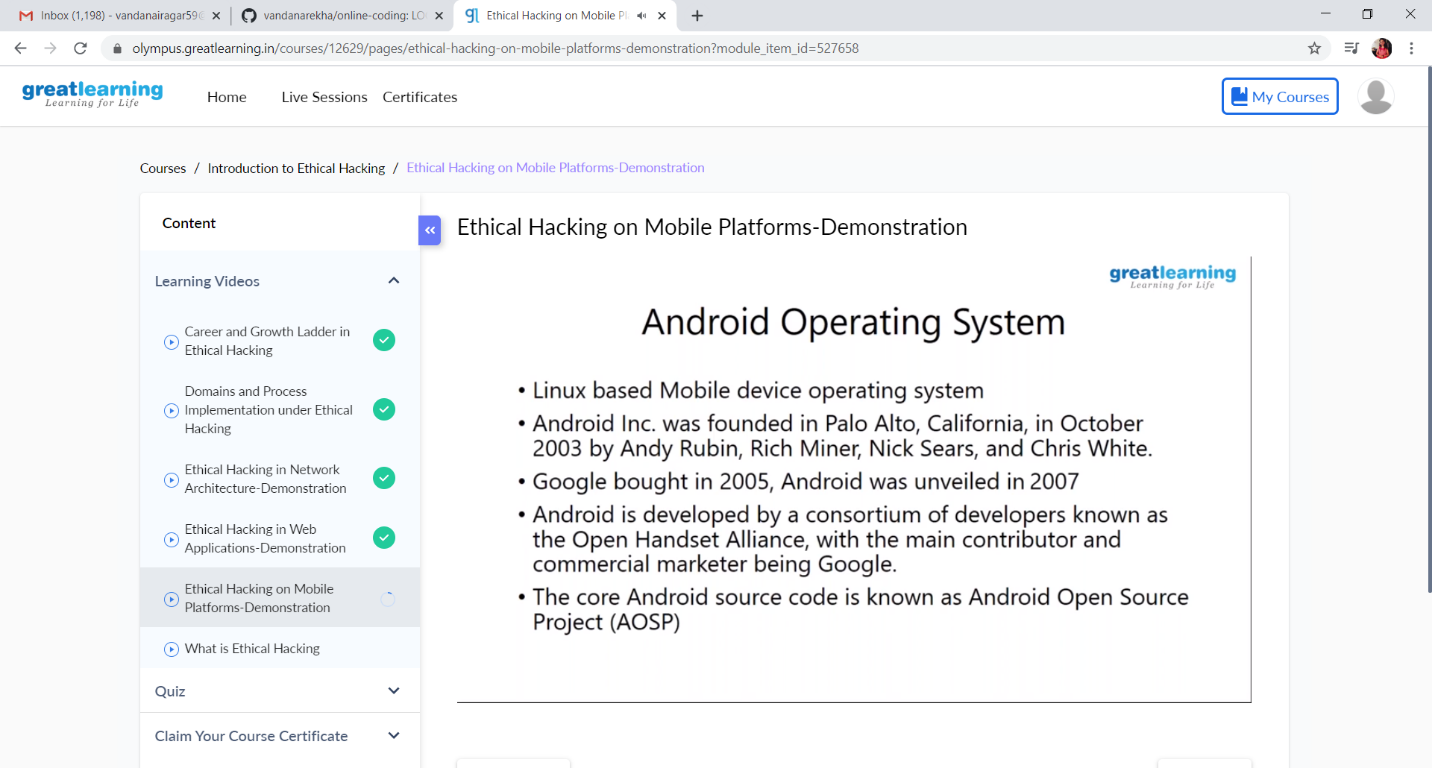 Inbox (1,198) - vandanairagar59
vandanarekha/online-coding: LO
Ethical Hacking on Mobile Pl
olympus.greatlearning.in/courses/12629/pages/ethical-hacking-on-mobile-platforms-demonstration?module_item_id=527658
greatlearning
Learning for Life
Home Live Sessions Certificates
My Courses
Courses / Introduction to Ethical Hacking / Ethical Hacking on Mobile Platforms-Demonstration
Content
Learning Videos
Career and Growth Ladder in
Ethical Hacking
Domains and Process
Implementation under Ethical
Hacking
Ethical Hacking in Network
Architecture-Demonstration
Ethical Hacking in Web
Applications-Demonstration
Ethical Hacking on Mobile
Platforms-Demonstration
What is Ethical Hacking
Quiz
Claim Your Course Certificate
Ethical Hacking on Mobile Platforms-Demonstration
greatlearning
Learning for Life
Android Operating System
• Linux based Mobile device operating system
• Android Inc. was founded in Palo Alto, California, in October
2003 by Andy Rubin, Rich Miner, Nick Sears, and Chris White.
• Google bought in 2005, Android was unveiled in 2007
• Android is developed by a consortium of developers known as
the Open Handset Alliance, with the main contributor and
commercial marketer being Google.
• The core Android source code is known as Android Open Source
Project (AOSP)